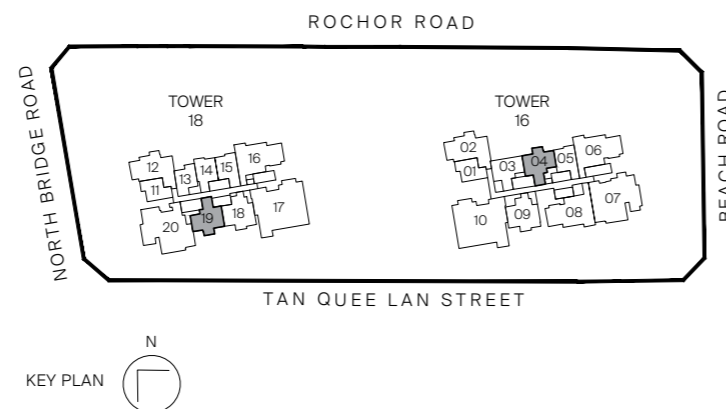 ROCHOR ROAD
NORTH BRIDGE ROAD
BEACH ROAD
TOWER
18
12
11
13
14
15
16
20
19
18
17
TOWER
16
02
01
03
04
05
06
10
09
08
07
TAN QUEE LAN STREET
N
KEY PLAN